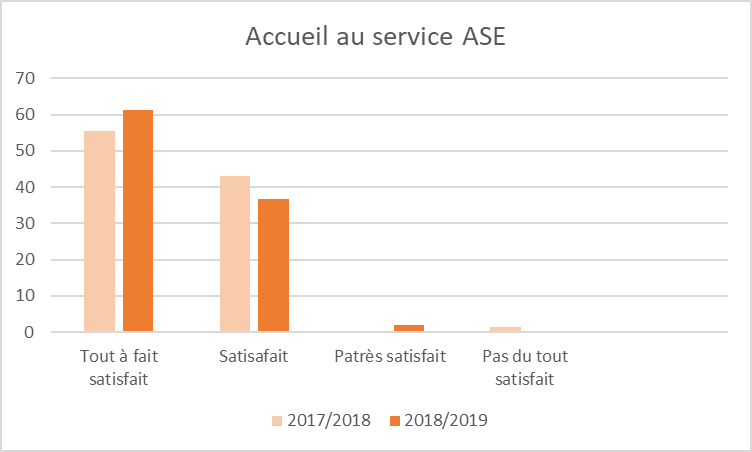 Accueil au service ASE
70
60
50
40
30
20
10
0
Tout à fait
satisfait
Satisafait
Patrès satisfait
Pas du tout
satisfait
2017/2018
2018/2019